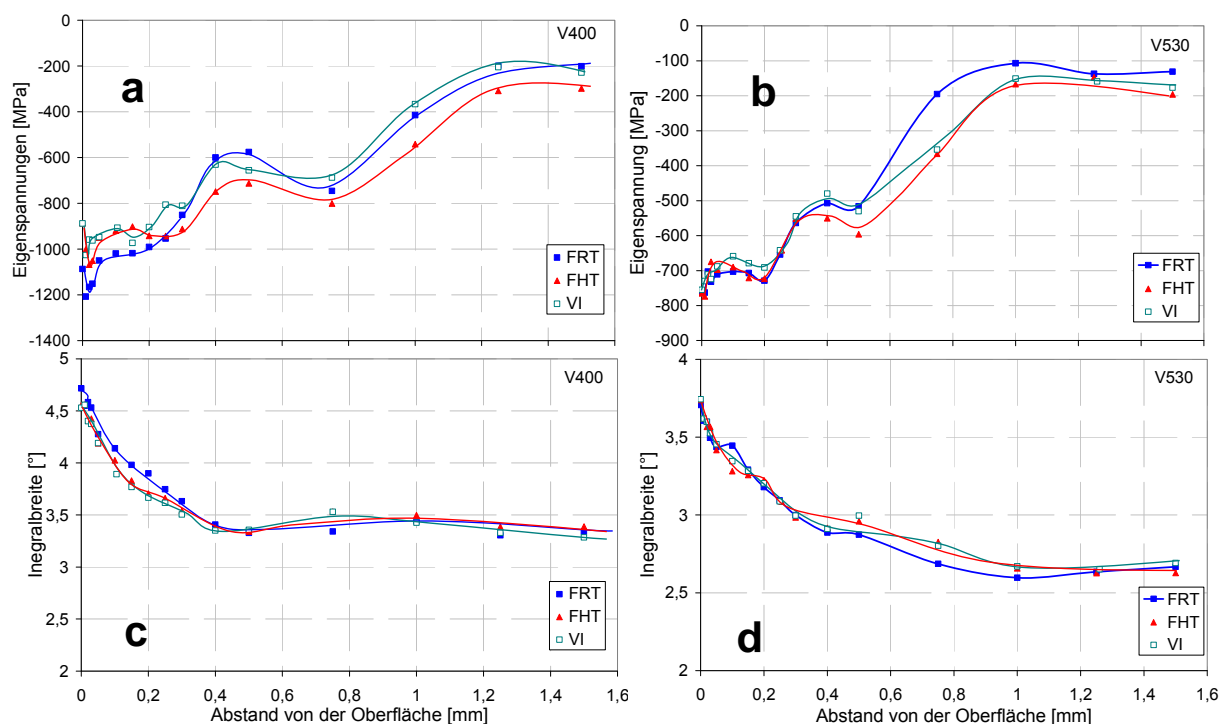 V400
a
Eigenspannungen [MPa]
0
-200
-400
-600
-800
-1000
-1200
-1400
FRT
FHT
VI
V530
b
Eigenspannung [MPa]
0
-100
-200
-300
-400
-500
-600
-700
-800
-900
FRT
FHT
VI
V400
c
Inegralbreite [°]
5
4,5
4
3,5
3
2,5
2
FRT
FHT
VI
0 0,2 0,4 0,6 0,8 1 1,2 1,4 1,6
Abstand von der Oberfläche [mm]
V530
d
Inegralbreite [°]
4
3,5
3
2,5
2
FRT
FHT
VI
0 0,2 0,4 0,6 0,8 1 1,2 1,4 1,6
Abstand von der Oberfläche [mm]